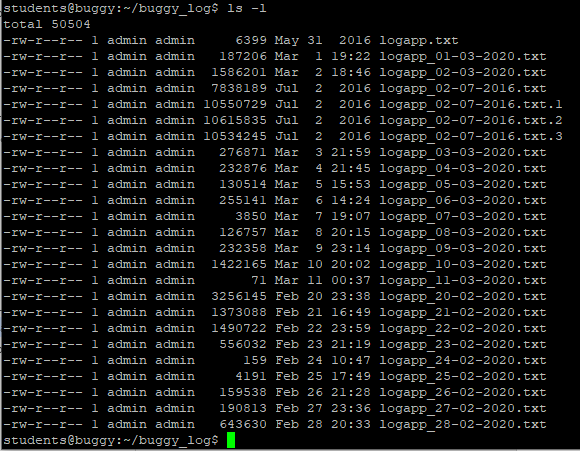 students@buggy:~/buggy_log$ ls -l
total 50504
-rw-r--r-- 1 admin admin     6399 May 31  2016 logapp.txt
-rw-r--r-- 1 admin admin   187206 Mar  1 19:22 logapp_01-03-2020.txt
-rw-r--r-- 1 admin admin  1586201 Mar  2 18:46 logapp_02-03-2020.txt
-rw-r--r-- 1 admin admin  7838189 Jul  2  2016 logapp_02-07-2016.txt
-rw-r--r-- 1 admin admin 10550729 Jul  2  2016 logapp_02-07-2016.txt.1
-rw-r--r-- 1 admin admin 10615835 Jul  2  2016 logapp_02-07-2016.txt.2
-rw-r--r-- 1 admin admin 10534245 Jul  2  2016 logapp_02-07-2016.txt.3
-rw-r--r-- 1 admin admin   276871 Mar  3 21:59 logapp_03-03-2020.txt
-rw-r--r-- 1 admin admin   232876 Mar  4 21:45 logapp_04-03-2020.txt
-rw-r--r-- 1 admin admin   130514 Mar  5 15:53 logapp_05-03-2020.txt
-rw-r--r-- 1 admin admin   255141 Mar  6 14:24 logapp_06-03-2020.txt
-rw-r--r-- 1 admin admin     3850 Mar  7 19:07 logapp_07-03-2020.txt
-rw-r--r-- 1 admin admin   126757 Mar  8 20:15 logapp_08-03-2020.txt
-rw-r--r-- 1 admin admin   232358 Mar  9 23:14 logapp_09-03-2020.txt
-rw-r--r-- 1 admin admin  1422165 Mar 10 20:02 logapp_10-03-2020.txt
-rw-r--r-- 1 admin admin       71 Mar 11 00:37 logapp_11-03-2020.txt
-rw-r--r-- 1 admin admin  3256145 Feb 20 23:38 logapp_20-02-2020.txt
-rw-r--r-- 1 admin admin  1373088 Feb 21 16:49 logapp_21-02-2020.txt
-rw-r--r-- 1 admin admin  1490722 Feb 22 23:59 logapp_22-02-2020.txt
-rw-r--r-- 1 admin admin   556032 Feb 23 21:19 logapp_23-02-2020.txt
-rw-r--r-- 1 admin admin      159 Feb 24 10:47 logapp_24-02-2020.txt
-rw-r--r-- 1 admin admin     4191 Feb 25 17:49 logapp_25-02-2020.txt
-rw-r--r-- 1 admin admin   159538 Feb 26 21:28 logapp_26-02-2020.txt
-rw-r--r-- 1 admin admin   190813 Feb 27 23:36 logapp_27-02-2020.txt
-rw-r--r-- 1 admin admin   643630 Feb 28 20:33 logapp_28-02-2020.txt
students@buggy:~/buggy_log$